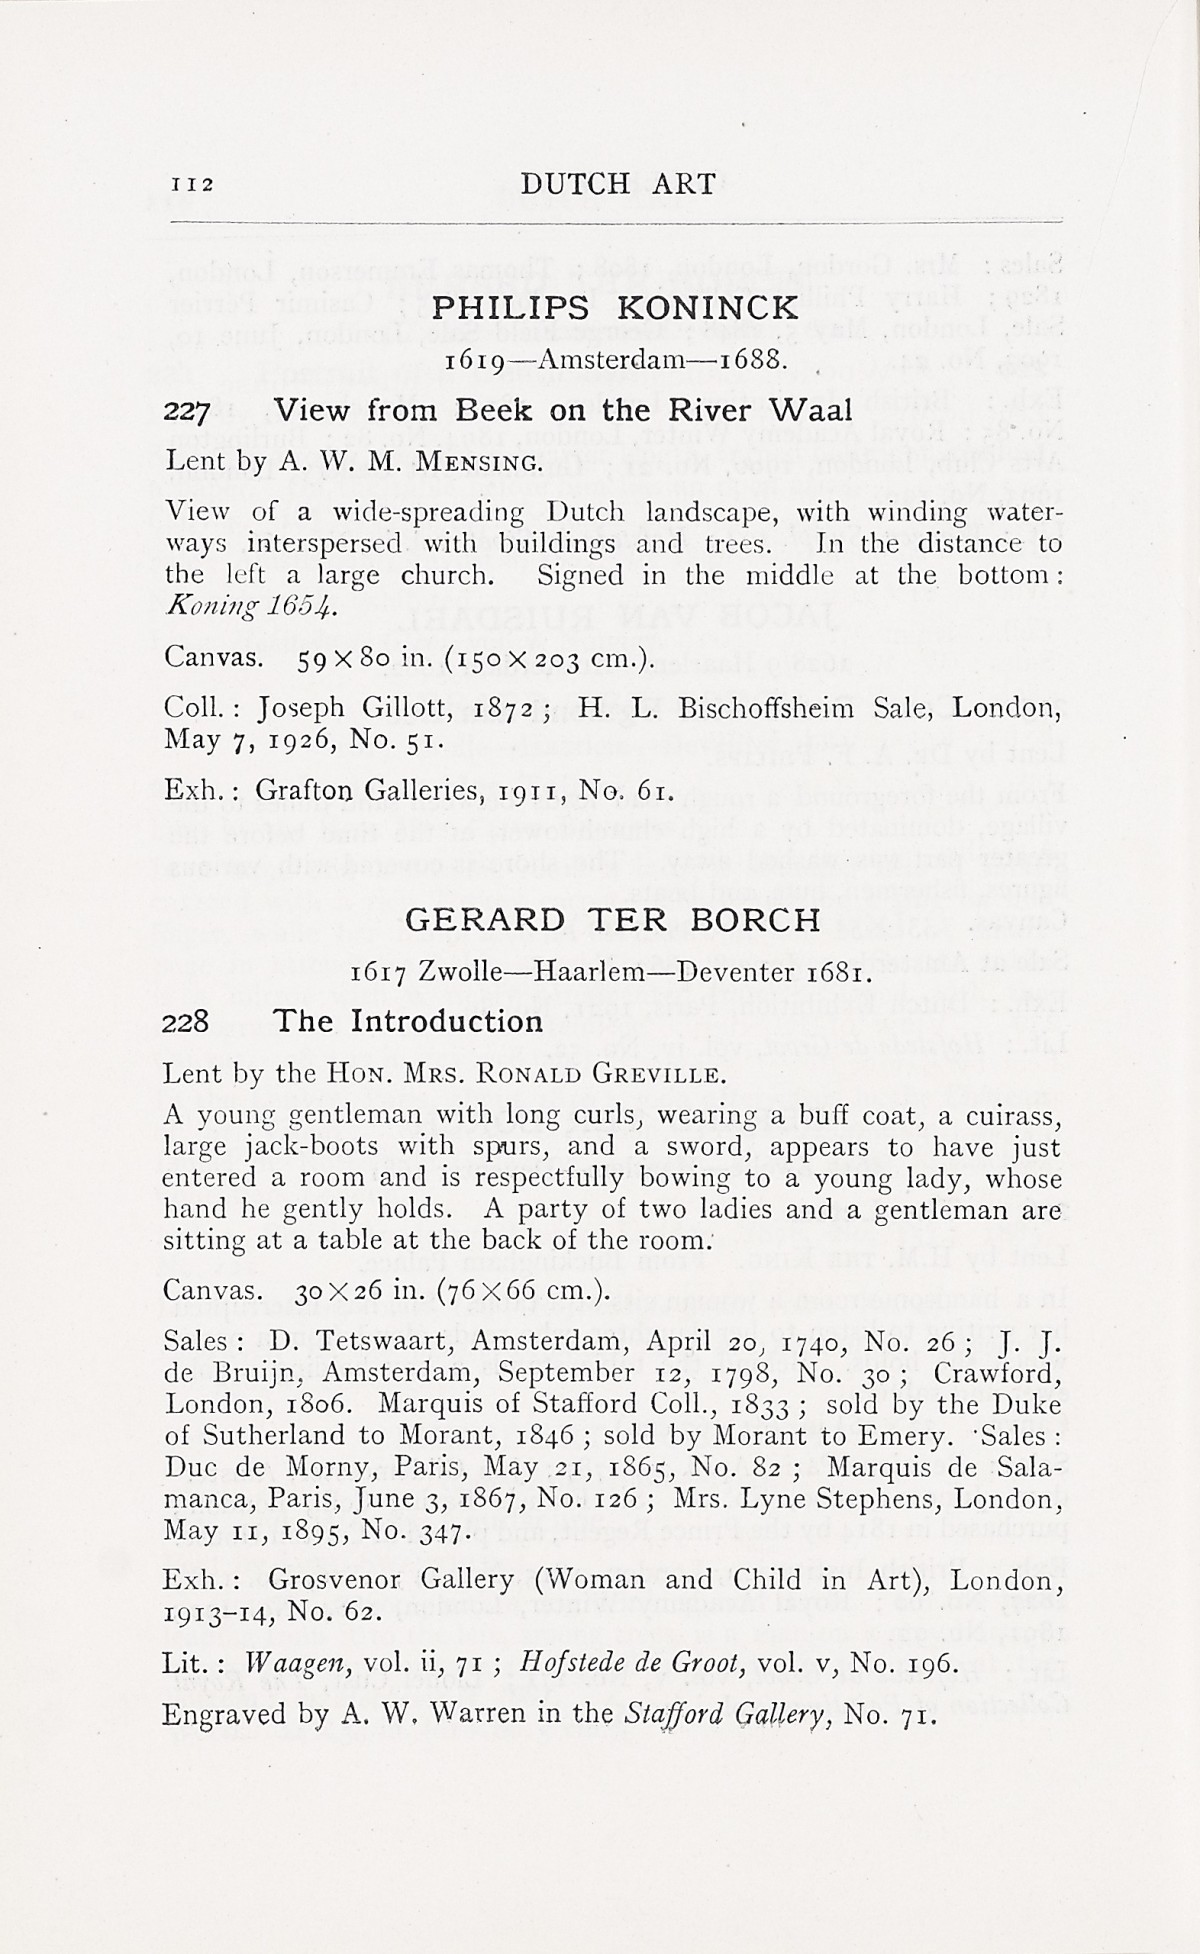 112 DUTCH ART
PHILIPS KONINCK
1619—Amsterdam—1688.
227 View from Beek on the River Waal
Lent by A. W. M. MENSING.
View of a wide-spreading Dutch landscape, with winding water-
ways interspersed with buildings and trees. In the distance to
the left a large church. Signed in the middle at the bottom :
Koning 1654.
Canvas. 59 × 80 in. (150 × 203 cm.).
Coll. : Joseph Gillott, 1872 ; H. L. Bischoffsheim Sale, London,
May 7, 1926, No. 51.
Exh. : Grafton Galleries, 1911, No. 61.
GERARD TER BORCH
1617 Zwolle—Haarlem—Deventer 1681.
228 The Introduction
Lent by the HON. MRS. RONALD GREVILLE.
A young gentleman with long curls, wearing a buff coat, a cuirass,
large jack-boots with spurs, and a sword, appears to have just
entered a room and is respectfully bowing to a young lady, whose
hand he gently holds. A party of two ladies and a gentleman are
sitting at a table at the back of the room.
Canvas. 30 × 26 in. (76 × 66 cm.).
Sales : D. Tetswaart, Amsterdam, April 20, 1740, No. 26 ; J. J.
de Bruijn, Amsterdam, September 12, 1798, No. 30 ; Crawford,
London, 1806. Marquis of Stafford Coll., 1833 ; sold by the Duke
of Sutherland to Morant, 1846 ; sold by Morant to Emery. Sales :
Duc de Morny, Paris, May 21, 1865, No. 82 ; Marquis de Sala-
manca, Paris, June 3, 1867, No. 126 ; Mrs. Lyne Stephens, London,
May 11, 1895, No. 347.
Exh. : Grosvenor Gallery (Woman and Child in Art), London,
1913–14, No. 62.
Lit. : Waagen, vol. ii, 71 ; Hofstede de Groot, vol. v, No. 196.
Engraved by A. W. Warren in the Stafford Gallery, No. 71.